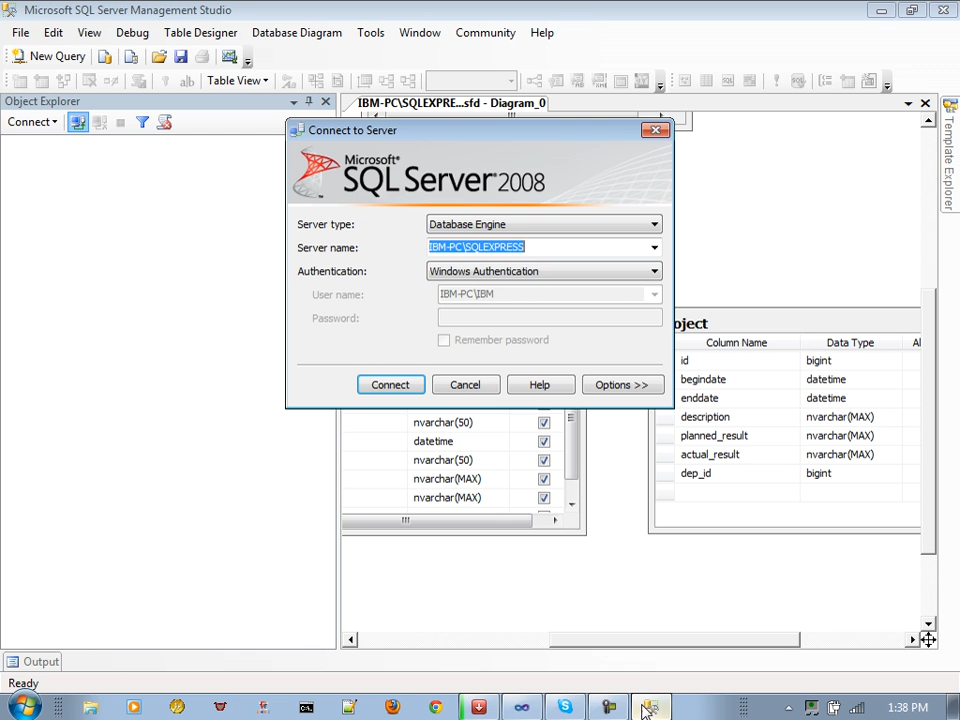 Microsoft SQL Server Management Studio
File Edit View Debug Table Designer Database Diagram Tools Window Community Help
New Query
Table View
Object Explorer
IBM-PC\SQLEXPRE...sfd - Diagram_0
Connect
Template Explorer
Connect to Server
Microsoft®
SQL Server® 2008
Server type: Database Engine
Server name: IBM-PC\SQLEXPRESS
Authentication: Windows Authentication
User name: IBM-PC\IBM
Password:
Remember password
Connect Cancel Help Options >>
oject
Column Name Data Type Al
id bigint
begindate datetime
enddate datetime
description nvarchar(MAX)
planned_result nvarchar(MAX)
actual_result nvarchar(MAX)
dep_id bigint
nvarchar(50)
datetime
nvarchar(50)
nvarchar(MAX)
nvarchar(MAX)
Output
Ready
1:38 PM